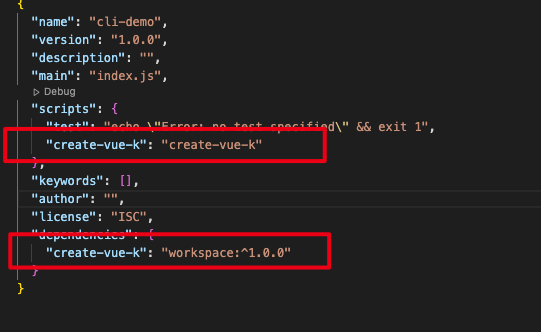 {
"name": "cli-demo",
"version": "1.0.0",
"description": "",
"main": "index.js",
Debug
"scripts": {
"test": "echo \"Error: no test specified\" && exit 1",
"create-vue-k": "create-vue-k"
},
"keywords": [],
"author": "",
"license": "ISC",
"dependencies": {
"create-vue-k": "workspace:^1.0.0"
}
}